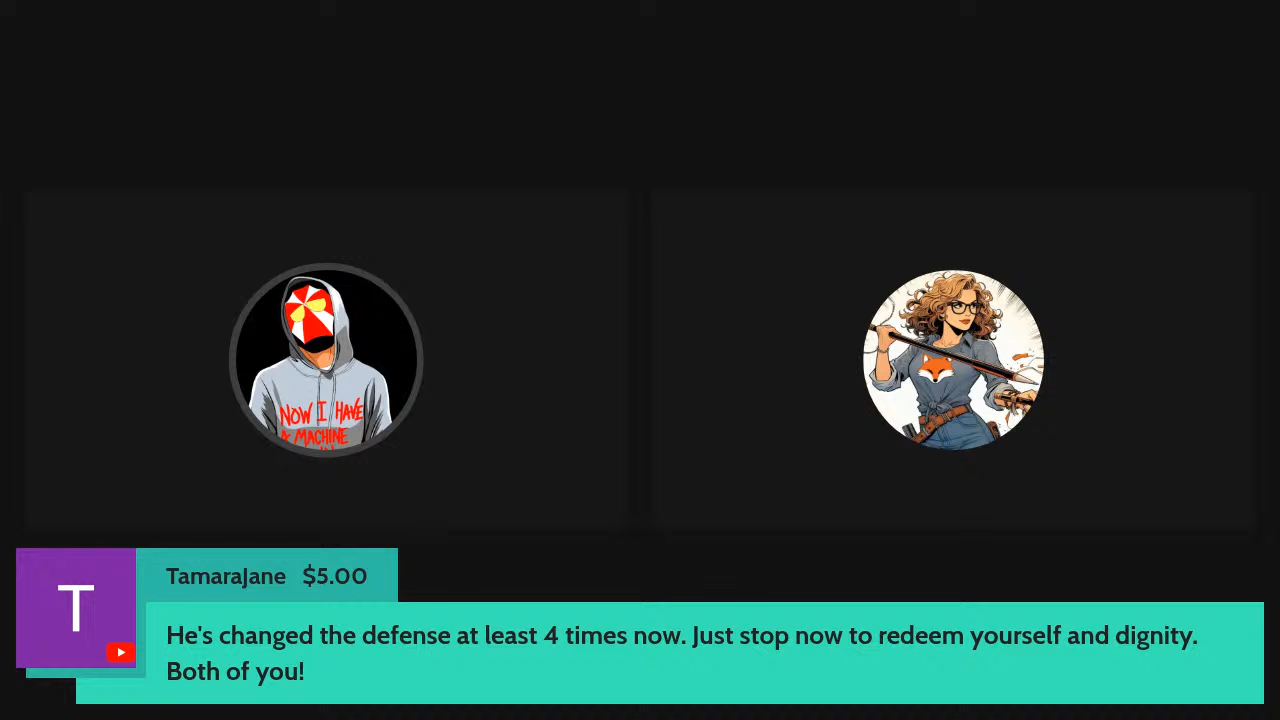 NOW I HAVE
A MACHINE
T
TamaraJane $5.00
He's changed the defense at least 4 times now. Just stop now to redeem yourself and dignity.
Both of you!